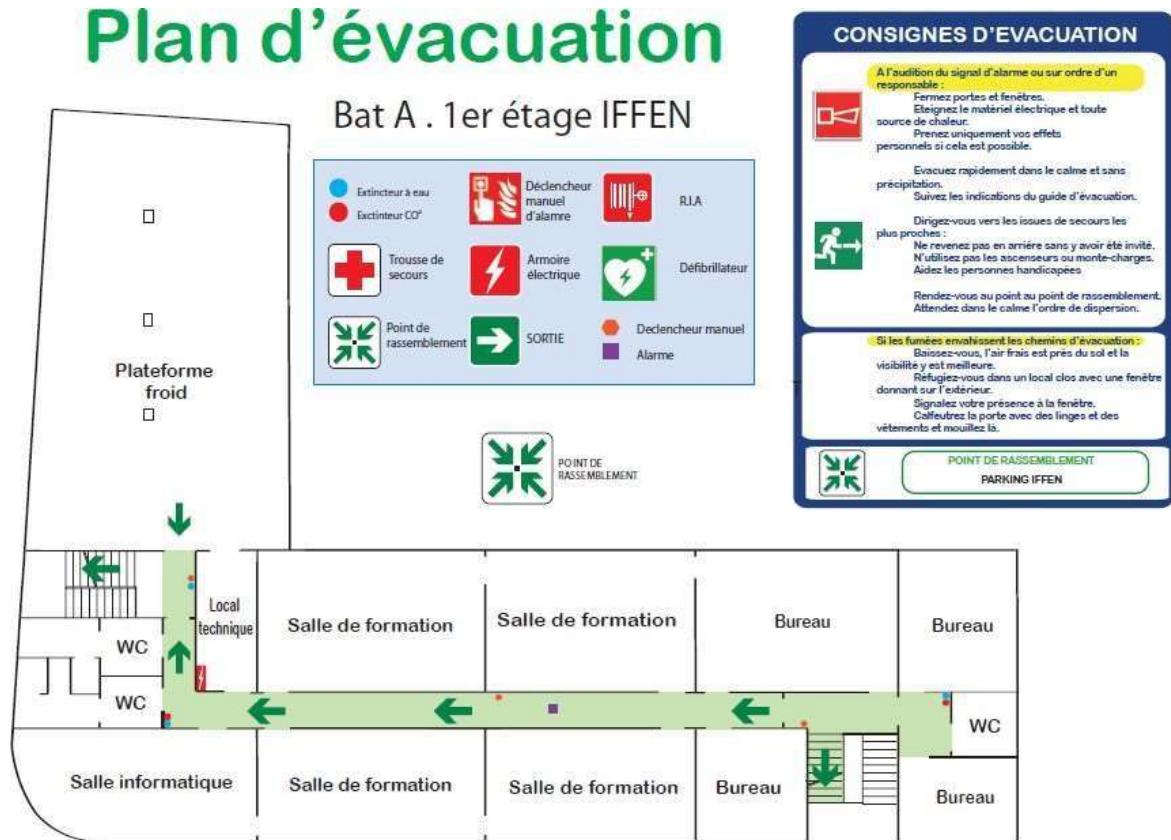 Plan d'évacuation
Bat A . 1er étage IFFEN
Extincteur à eau
Exctinteur CO²
Déclencheur
manuel
d'alamre
R.I.A
Trousse de
secours
Armoire
électrique
Défibrillateur
Point de
rassemblement
SORTIE
Declencheur manuel
Alarme
POINT DE
RASSEMBLEMENT
CONSIGNES D'EVACUATION
A l'audition du signal d'alarme ou sur ordre d'un
responsable :
Fermez portes et fenêtres.
Eteignez le matériel électrique et toute
source de chaleur.
Prenez uniquement vos effets
personnels si cela est possible.
Evacuez rapidement dans le calme et sans
précipitation.
Suivez les indications du guide d'évacuation.
Dirigez-vous vers les issues de secours les
plus proches :
Ne revenez pas en arrière sans y avoir été invité.
N'utilisez pas les ascenseurs ou monte-charges.
Aidez les personnes handicapées
Rendez-vous au point au point de rassemblement.
Attendez dans le calme l'ordre de dispersion.
Si les fumées envahissent les chemins d'évacuation :
Baissez-vous, l'air frais est près du sol et la
visibilité y est meilleure.
Réfugiez-vous dans un local clos avec une fenêtre
donnant sur l'extérieur.
Signalez votre présence à la fenêtre.
Calfeutrez la porte avec des linges et des
vêtements et mouillez là.
POINT DE RASSEMBLEMENT
PARKING IFFEN
Plateforme
froid
WC
WC
Local
technique
Salle de formation
Salle de formation
Bureau
Bureau
WC
Salle informatique
Salle de formation
Salle de formation
Bureau
Bureau